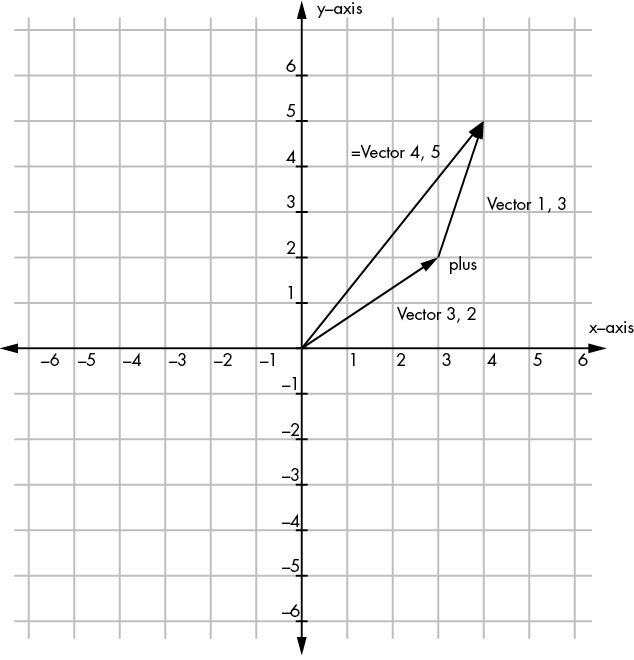 y–axis
6
5
=Vector 4, 5
4
Vector 1, 3
3
2
plus
1
Vector 3, 2
x–axis
–6 –5 –4 –3 –2 –1 1 2 3 4 5 6
–1
–2
–3
–4
–5
–6